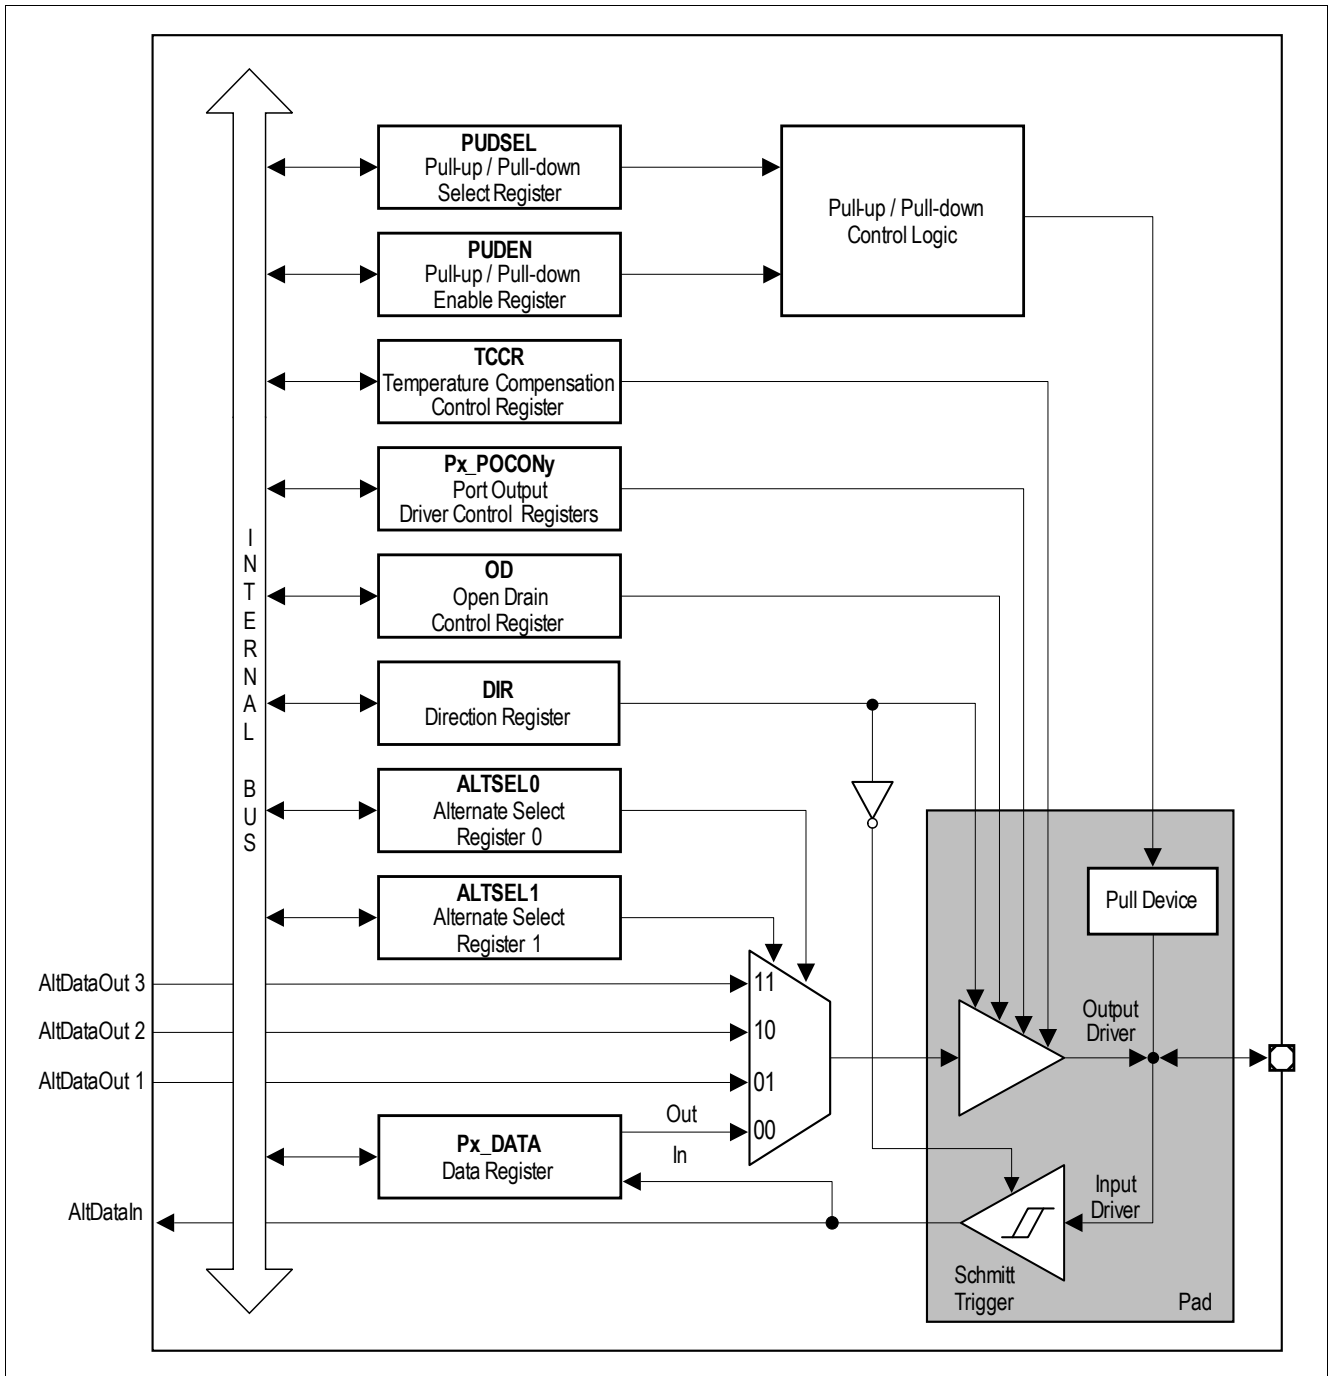 PUDSEL
Pull-up / Pull-down
Select Register
Pull-up / Pull-down
Control Logic
PUDEN
Pull-up / Pull-down
Enable Register
TCCR
Temperature Compensation
Control Register
Px_POCONy
Port Output
Driver Control Registers
INTERNAL BUS
OD
Open Drain
Control Register
DIR
Direction Register
ALTSEL0
Alternate Select
Register 0
ALTSEL1
Alternate Select
Register 1
Pull Device
AltDataOut 3
11
AltDataOut 2
10
AltDataOut 1
01
Output
Driver
Out
00
Px_DATA
Data Register
In
AltDataIn
Input
Driver
Schmitt
Trigger
Pad